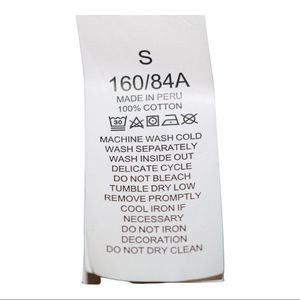 S
160/84A
MADE IN PERU
100% COTTON
30
MACHINE WASH COLD
WASH SEPARATELY
WASH INSIDE OUT
DELICATE CYCLE
DO NOT BLEACH
TUMBLE DRY LOW
REMOVE PROMPTLY
COOL IRON IF
NECESSARY
DO NOT IRON
DECORATION
DO NOT DRY CLEAN